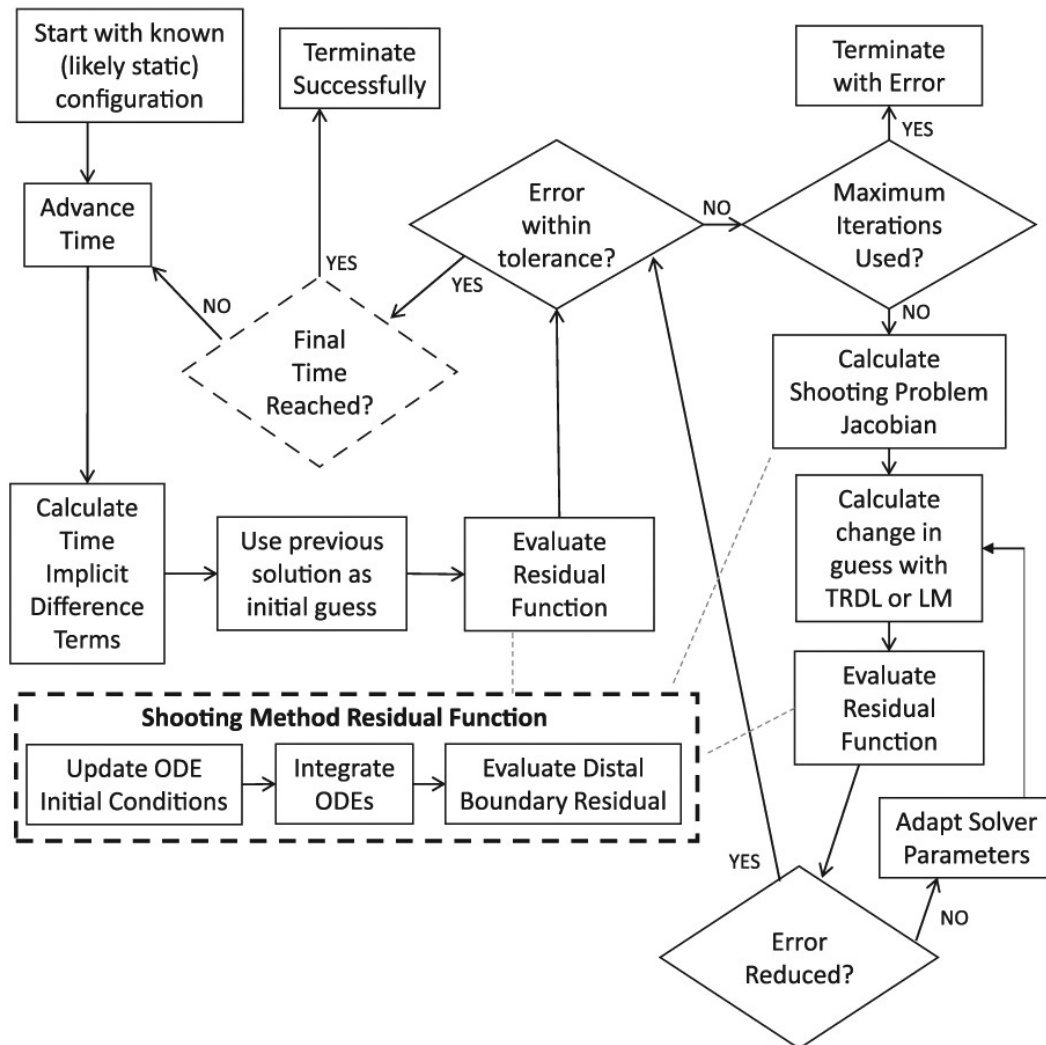 Start with known
(likely static)
configuration
Terminate
Successfully
Terminate
with Error
YES
Advance
Time
Error
within
tolerance?
NO
Maximum
Iterations
Used?
YES
YES
NO
NO
Final
Time
Reached?
Calculate
Shooting Problem
Jacobian
Calculate
Time
Implicit
Difference
Terms
Use previous
solution as
initial guess
Evaluate
Residual
Function
Calculate
change in
guess with
TRDL or LM
Evaluate
Residual
Function
Shooting Method Residual Function
Update ODE
Initial Conditions
Integrate
ODEs
Evaluate Distal
Boundary Residual
Adapt Solver
Parameters
YES
NO
Error
Reduced?